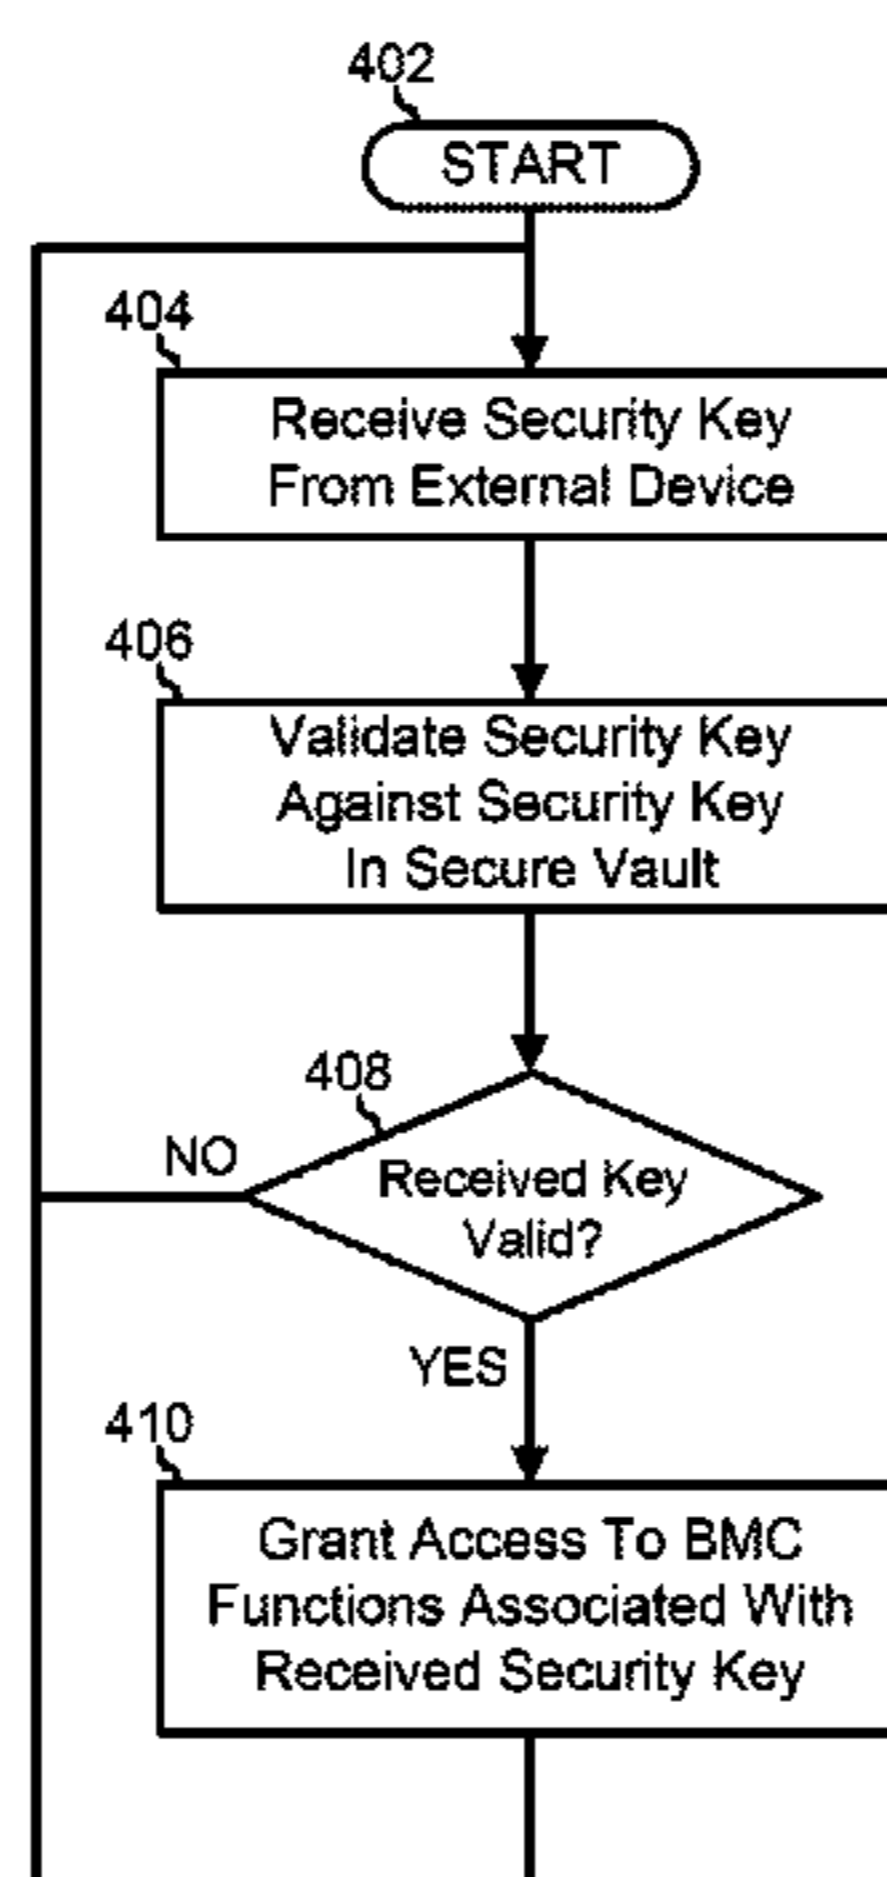 402
START
404
Receive Security Key
From External Device
406
Validate Security Key
Against Security Key
In Secure Vault
408
NO
Received Key
Valid?
YES
410
Grant Access To BMC
Functions Associated With
Received Security Key